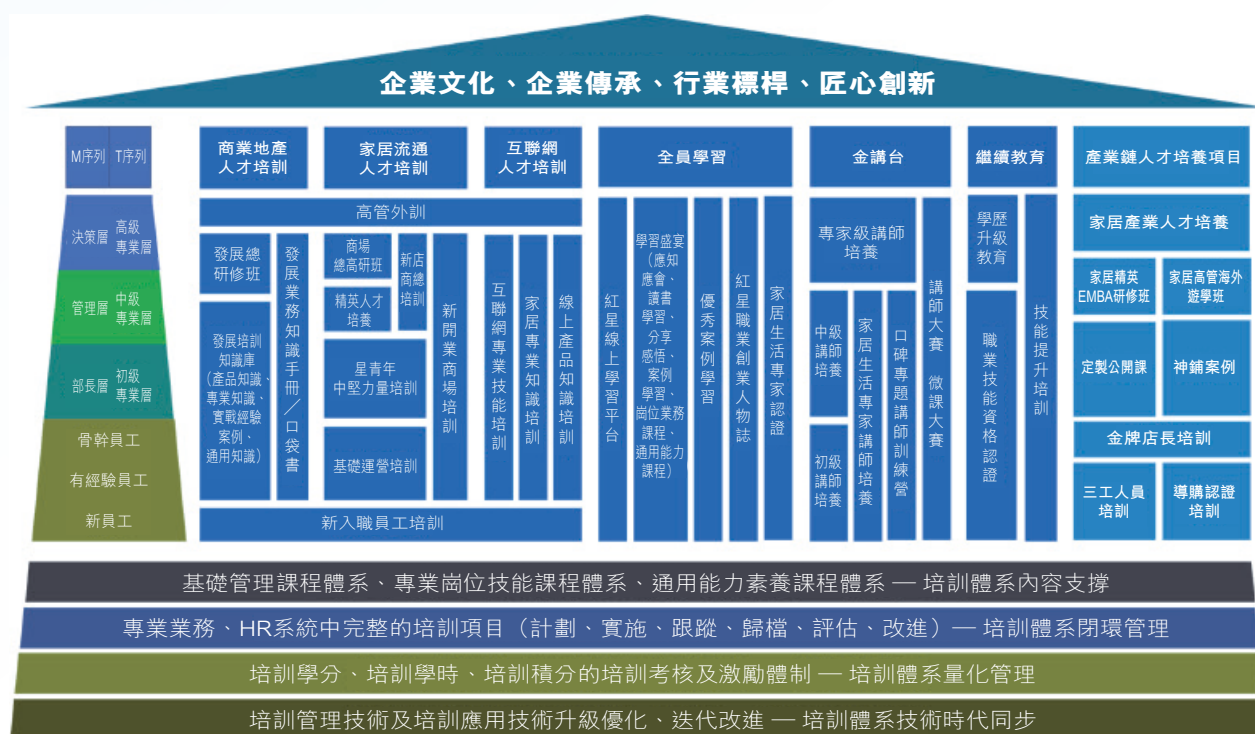 企業文化、企業傳承、行業標桿、匠心創新
M序列
T序列
商業地產
人才培訓
家居流通
人才培訓
互聯網
人才培訓
全員學習
金講台
繼續教育
產業鏈人才培養項目
決策層
高級
專業層
管理層
中級
專業層
部長層
初級
專業層
骨幹員工
有經驗員工
新員工
高管外訓
發展總
研修班
發展培訓
知識庫
(產品知識、
專業知識、
實戰經驗
案例、
通用知識)
發展業務知識手冊/口袋書
商場
總高研班
新店
商總
培訓
精英人才
培養
星青年
中堅力量培訓
基礎運營培訓
新開業商場培訓
互聯網專業技能培訓
家居專業知識培訓
線上產品知識培訓
新入職員工培訓
紅星線上學習平台
學習盛宴
(應知
應會、
讀書
學習、
分享
感悟、
案例
學習、
崗位業務
課程、
通用能力
課程)
優秀案例學習
紅星職業創業人物誌
家居生活專家認證
專家級講師
培養
中級
講師
培養
初級
講師
培養
家居生活專家講師培養
口碑專題講師訓練營
講師大賽 微課大賽
學歷
升級
教育
職業技能資格認證
技能提升培訓
家居產業人才培養
家居精英
EMBA研修班
家居高管海外
遊學班
定製公開課
神鋪案例
金牌店長培訓
三工人員
培訓
導購認證
培訓
基礎管理課程體系、專業崗位技能課程體系、通用能力素養課程體系 — 培訓體系內容支撐
專業業務、HR系統中完整的培訓項目(計劃、實施、跟蹤、歸檔、評估、改進)— 培訓體系閉環管理
培訓學分、培訓學時、培訓積分的培訓考核及激勵體制 — 培訓體系量化管理
培訓管理技術及培訓應用技術升級優化、迭代改進 — 培訓體系技術時代同步